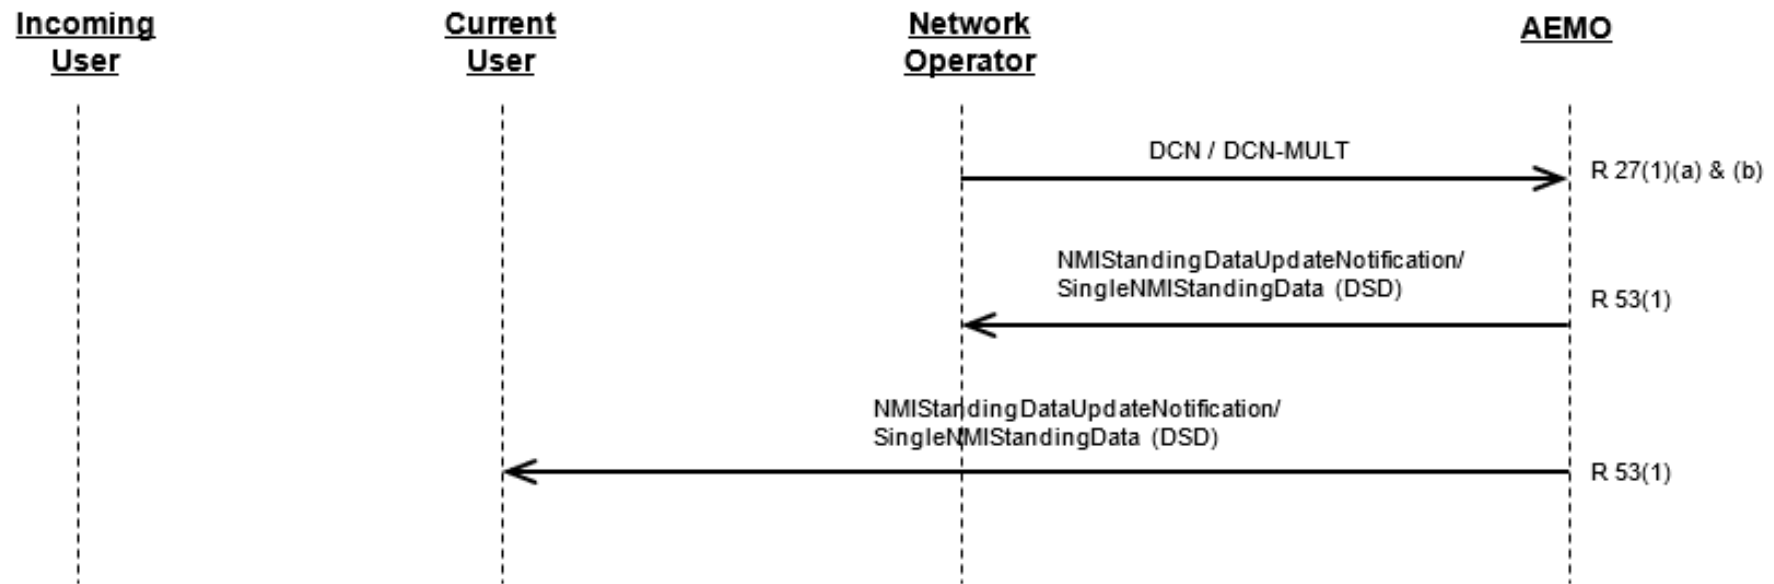 Incoming
User
Current
User
Network
Operator
AEMO
DCN / DCN-MULT
R 27(1)(a) & (b)
NMIStandingDataUpdateNotification/
SingleNMIStandingData (DSD)
R 53(1)
NMIStandingDataUpdateNotification/
SingleNMIStandingData (DSD)
R 53(1)